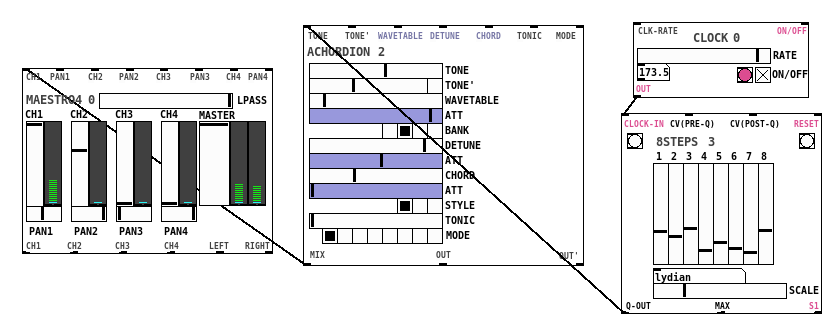 CH1 PAN1 CH2 PAN2 CH3 PAN3 CH4 PAN4
MAESTRO4 0 LPASS
CH1 CH2 CH3 CH4 MASTER
PAN1 PAN2 PAN3 PAN4
CH1 CH2 CH3 CH4 LEFT RIGHT
TONE TONE' WAVETABLE DETUNE CHORD TONIC MODE
ACHORDION 2
TONE
TONE'
WAVETABLE
ATT
BANK
DETUNE
ATT
CHORD
ATT
STYLE
TONIC
MODE
MIX OUT OUT'
CLK-RATE ON/OFF
CLOCK 0
RATE
173.5 ON/OFF
OUT
CLOCK-IN CV(PRE-Q) CV(POST-Q) RESET
8STEPS 3
1 2 3 4 5 6 7 8
lydian
SCALE
Q-OUT MAX S1